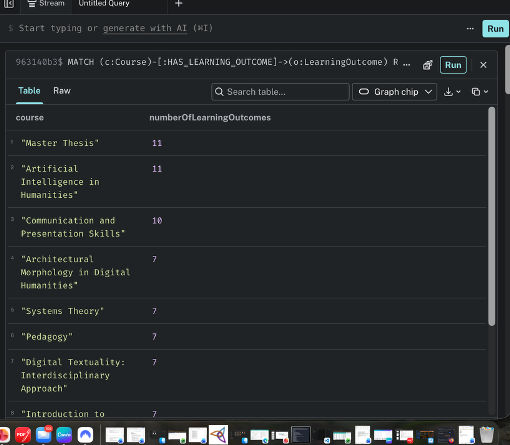 Stream
Untitled Query
+
$ Start typing or generate with AI (⌘I)
...
Run
963140b3$ MATCH (c:Course)-[:HAS_LEARNING_OUTCOME]->(o:LearningOutcome) R ...
Run
Table
Raw
Search table...
Graph chip
course
numberOfLearningOutcomes
1 "Master Thesis" 11
2 "Artificial 11
Intelligence in
Humanities"
3 "Communication and 10
Presentation Skills"
4 "Architectural 7
Morphology in Digital
Humanities"
5 "Systems Theory" 7
6 "Pedagogy" 7
7 "Digital Textuality: 7
Interdisciplinary
Approach"
8 "Introduction to 7
PDF
Canva